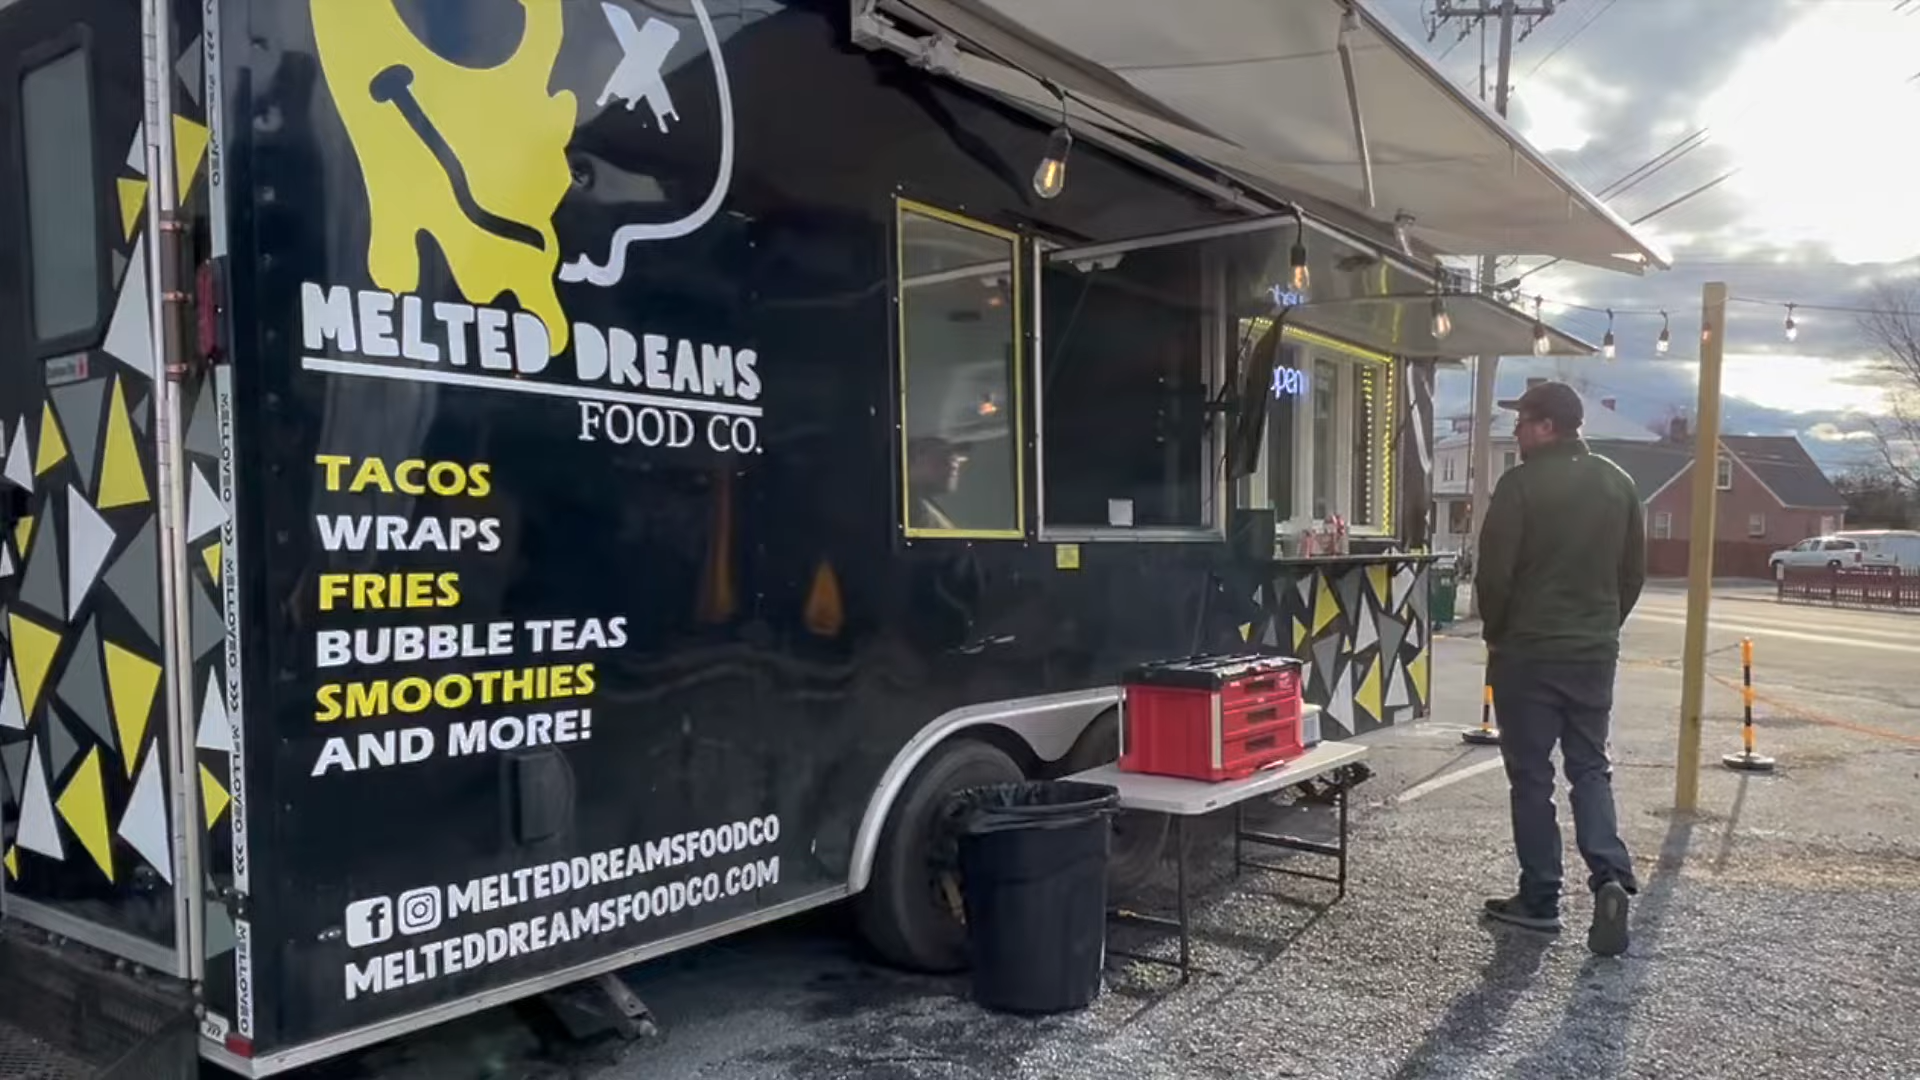 MELTED DREAMS
FOOD CO.
TACOS
WRAPS
FRIES
BUBBLE TEAS
SMOOTHIES
AND MORE!
MELTEDDREAMSFOODCO
MELTEDDREAMSFOODCO.COM
open